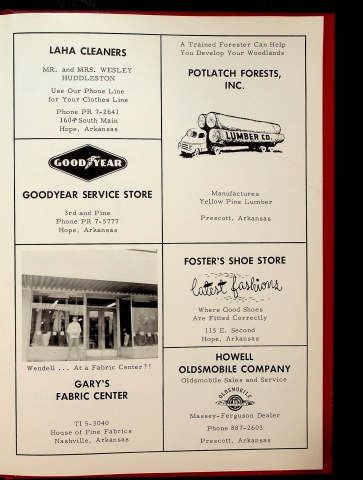 LAHA CLEANERS
MR. and MRS. WESLEY
HUDDLESTON
Use Our Phone Line
for Your Clothes Line
Phone PR 7-2641
1604 South Main
Hope, Arkansas
GOODYEAR
GOODYEAR SERVICE STORE
3rd and Pine
Phone PR 7-5777
Hope, Arkansas
Wendell ... At a Fabric Center?!
GARY'S
FABRIC CENTER
TI 5-3040
House of Fine Fabrics
Nashville, Arkansas
A Trained Forester Can Help
You Develop Your Woodlands
POTLATCH FORESTS,
INC.
LUMBER CO.
Manufactures
Yellow Pine Lumber
Prescott, Arkansas
FOSTER'S SHOE STORE
latest fashions
Where Good Shoes
Are Fitted Correctly
115 E. Second
Hope, Arkansas
HOWELL
OLDSMOBILE COMPANY
Oldsmobile Sales and Service
OLDSMOBILE
Massey-Ferguson Dealer
Phone 887-2603
Prescott, Arkansas